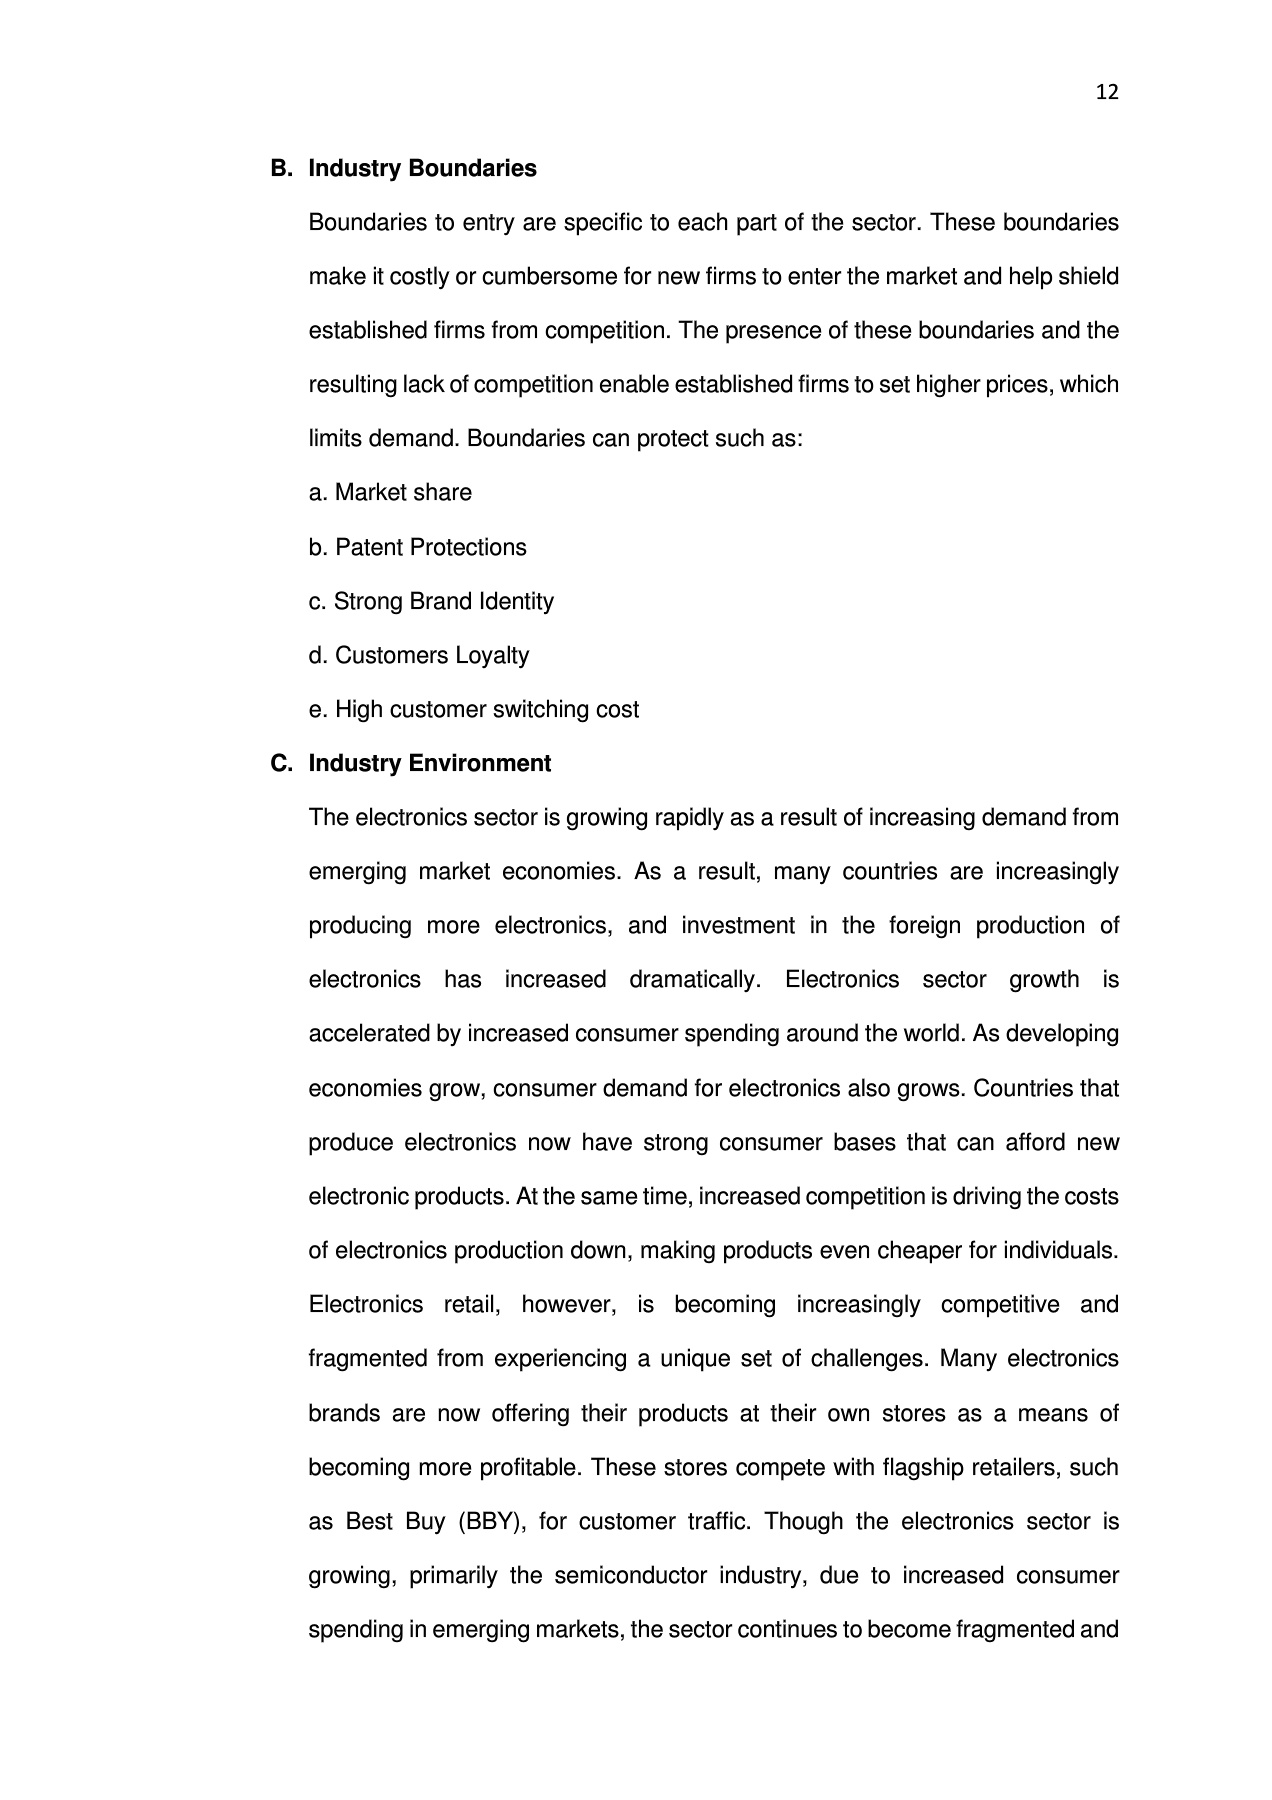 12
B. Industry Boundaries
Boundaries to entry are specific to each part of the sector. These boundaries
make it costly or cumbersome for new firms to enter the market and help shield
established firms from competition. The presence of these boundaries and the
resulting lack of competition enable established firms to set higher prices, which
limits demand. Boundaries can protect such as:
a. Market share
b. Patent Protections
c. Strong Brand Identity
d. Customers Loyalty
e. High customer switching cost
C. Industry Environment
The electronics sector is growing rapidly as a result of increasing demand from
emerging market economies. As a result, many countries are increasingly
producing more electronics, and investment in the foreign production of
electronics has increased dramatically. Electronics sector growth is
accelerated by increased consumer spending around the world. As developing
economies grow, consumer demand for electronics also grows. Countries that
produce electronics now have strong consumer bases that can afford new
electronic products. At the same time, increased competition is driving the costs
of electronics production down, making products even cheaper for individuals.
Electronics retail, however, is becoming increasingly competitive and
fragmented from experiencing a unique set of challenges. Many electronics
brands are now offering their products at their own stores as a means of
becoming more profitable. These stores compete with flagship retailers, such
as Best Buy (BBY), for customer traffic. Though the electronics sector is
growing, primarily the semiconductor industry, due to increased consumer
spending in emerging markets, the sector continues to become fragmented and